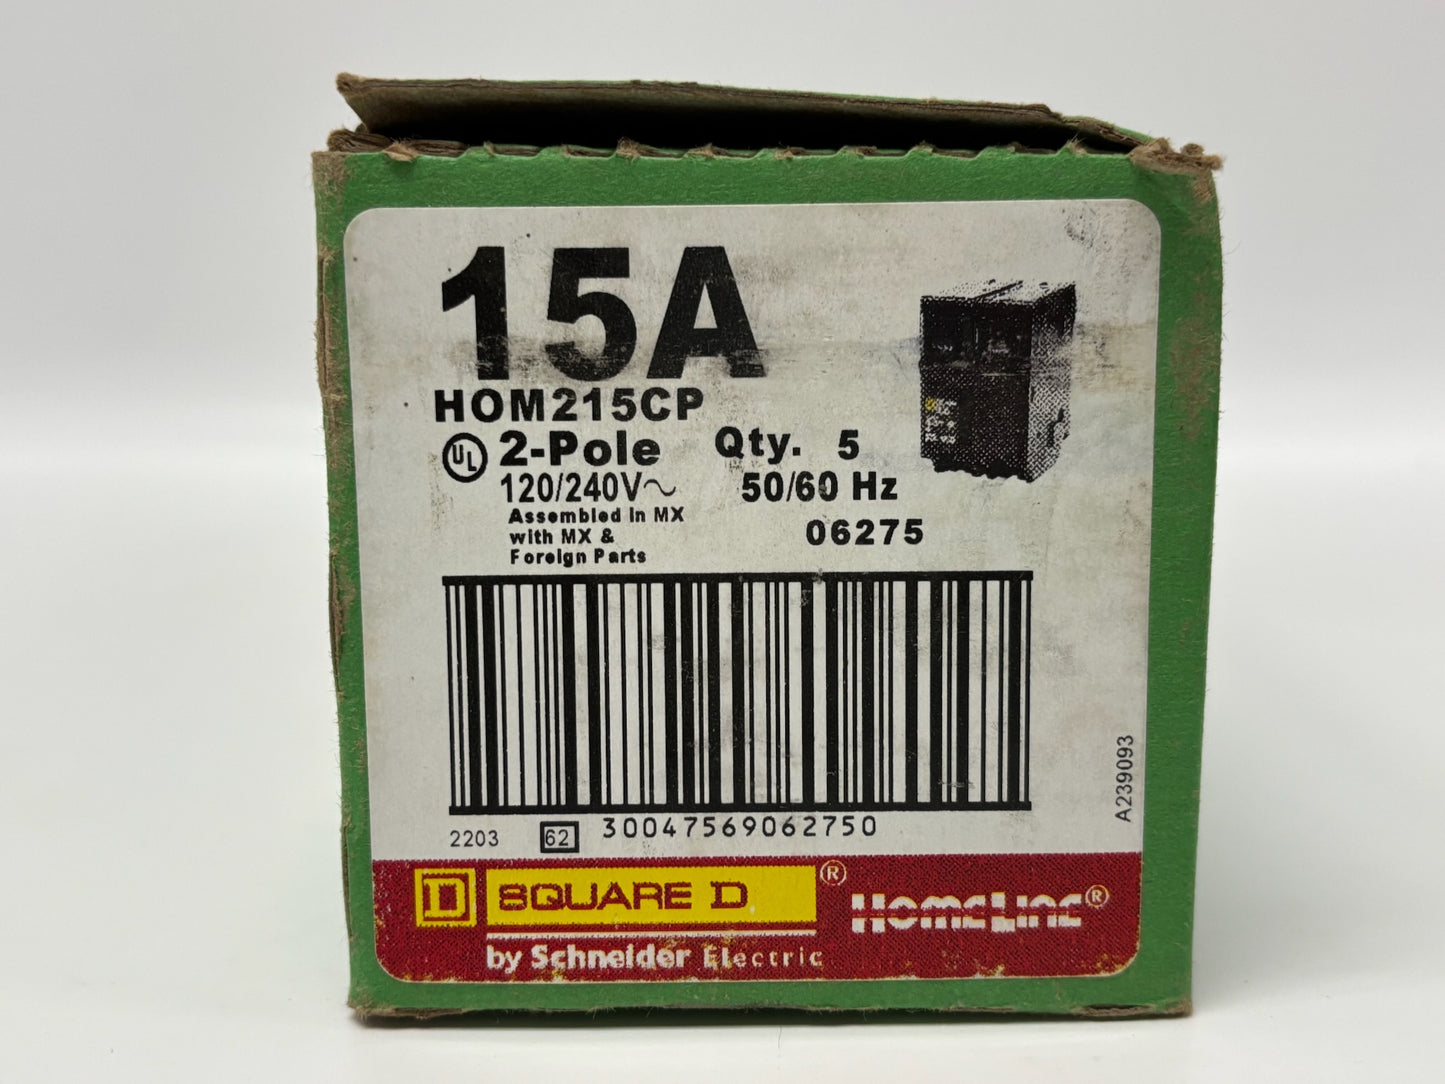 15A
HOM215CP
UL 2-Pole Qty. 5
120/240V~ 50/60 Hz
Assembled in MX
with MX &
Foreign Parts
06275
2203 62 30047569062750
A239093
D SQUARE D® HOMELINE®
by Schneider Electric